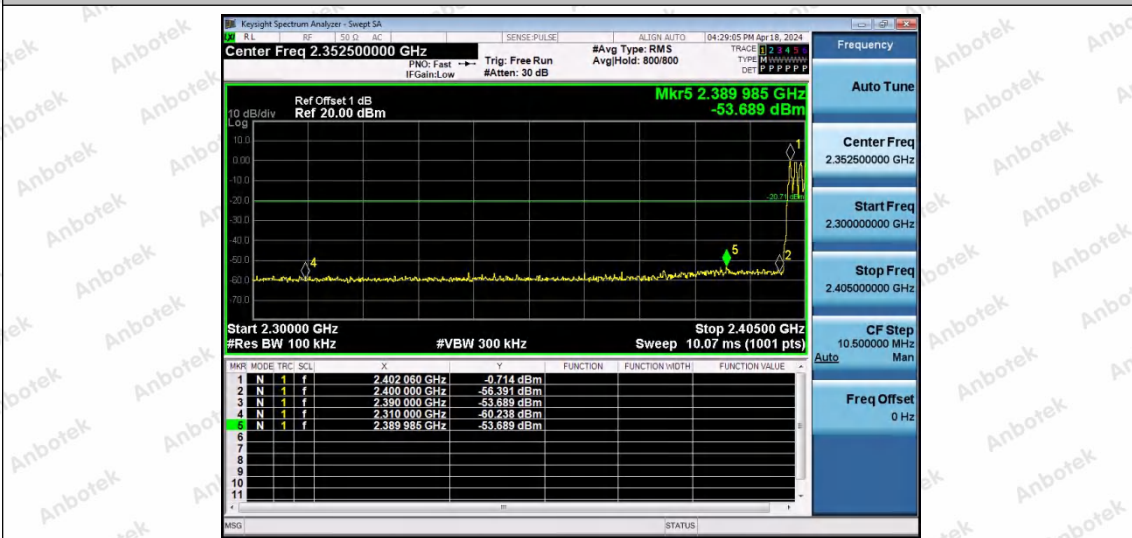 Keysight Spectrum Analyzer - Swept SA
RL RF 50 Ω AC SENSE:PULSE ALIGN AUTO 04:29:05 PM Apr 18, 2024
Center Freq 2.352500000 GHz #Avg Type: RMS TRACE 1 2 3 4 5 6
PNO: Fast Trig: Free Run Avg|Hold: 800/800 TYPE M WWWWW
IFGain:Low #Atten: 30 dB DET P P P P P P
Frequency
Auto Tune
Center Freq
2.352500000 GHz
Start Freq
2.300000000 GHz
Stop Freq
2.405000000 GHz
CF Step
10.500000 MHz
Auto Man
Freq Offset
0 Hz
Mkr5 2.389 985 GHz
-53.689 dBm
Ref Offset 1 dB
10 dB/div Ref 20.00 dBm
Log
10.0
0.00
-10.0
-20.0
-30.0
-40.0
-50.0
-60.0
-70.0
1
-20.71 dBm
4
5
2
Start 2.30000 GHz Stop 2.40500 GHz
#Res BW 100 kHz #VBW 300 kHz Sweep 10.07 ms (1001 pts)
MKR MODE TRC SCL X Y FUNCTION FUNCTION WIDTH FUNCTION VALUE
1 N 1 f 2.402 060 GHz -0.714 dBm
2 N 1 f 2.400 000 GHz -56.391 dBm
3 N 1 f 2.390 000 GHz -53.689 dBm
4 N 1 f 2.310 000 GHz -60.238 dBm
5 N 1 f 2.389 985 GHz -53.689 dBm
6
7
8
9
10
11
MSG STATUS
Anbotek